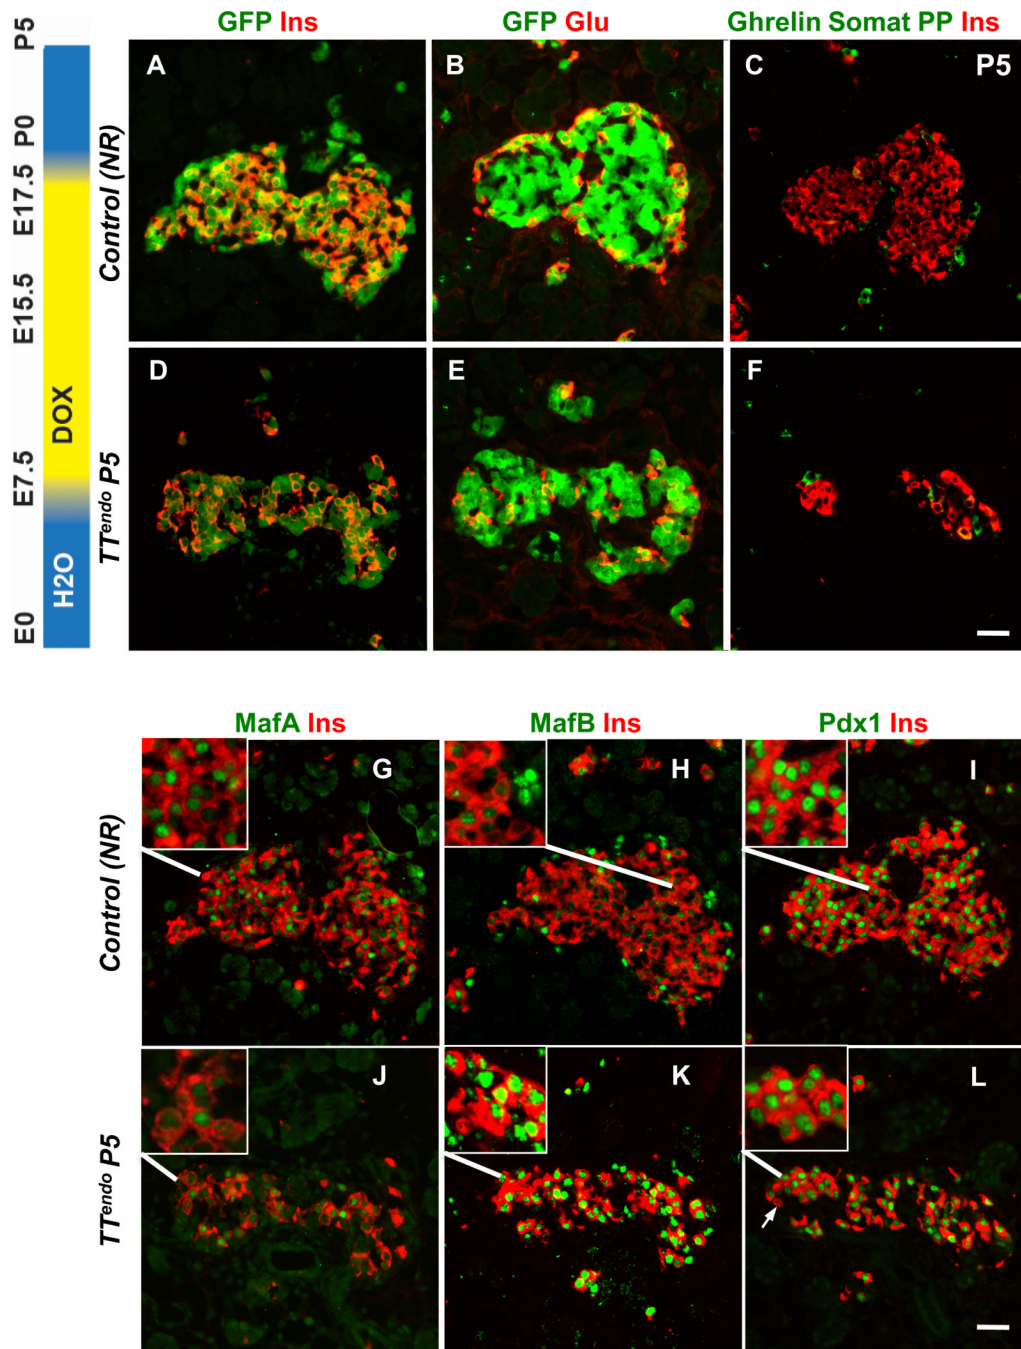 GFP Ins
GFP Glu
Ghrelin Somat PP Ins
P5
P0
E17.5
E15.5
E7.5
E0
DOX
H2O
Control (NR)
A
B
C
P5
TTendo P5
D
E
F
MafA Ins
MafB Ins
Pdx1 Ins
Control (NR)
G
H
I
TTendo P5
J
K
L